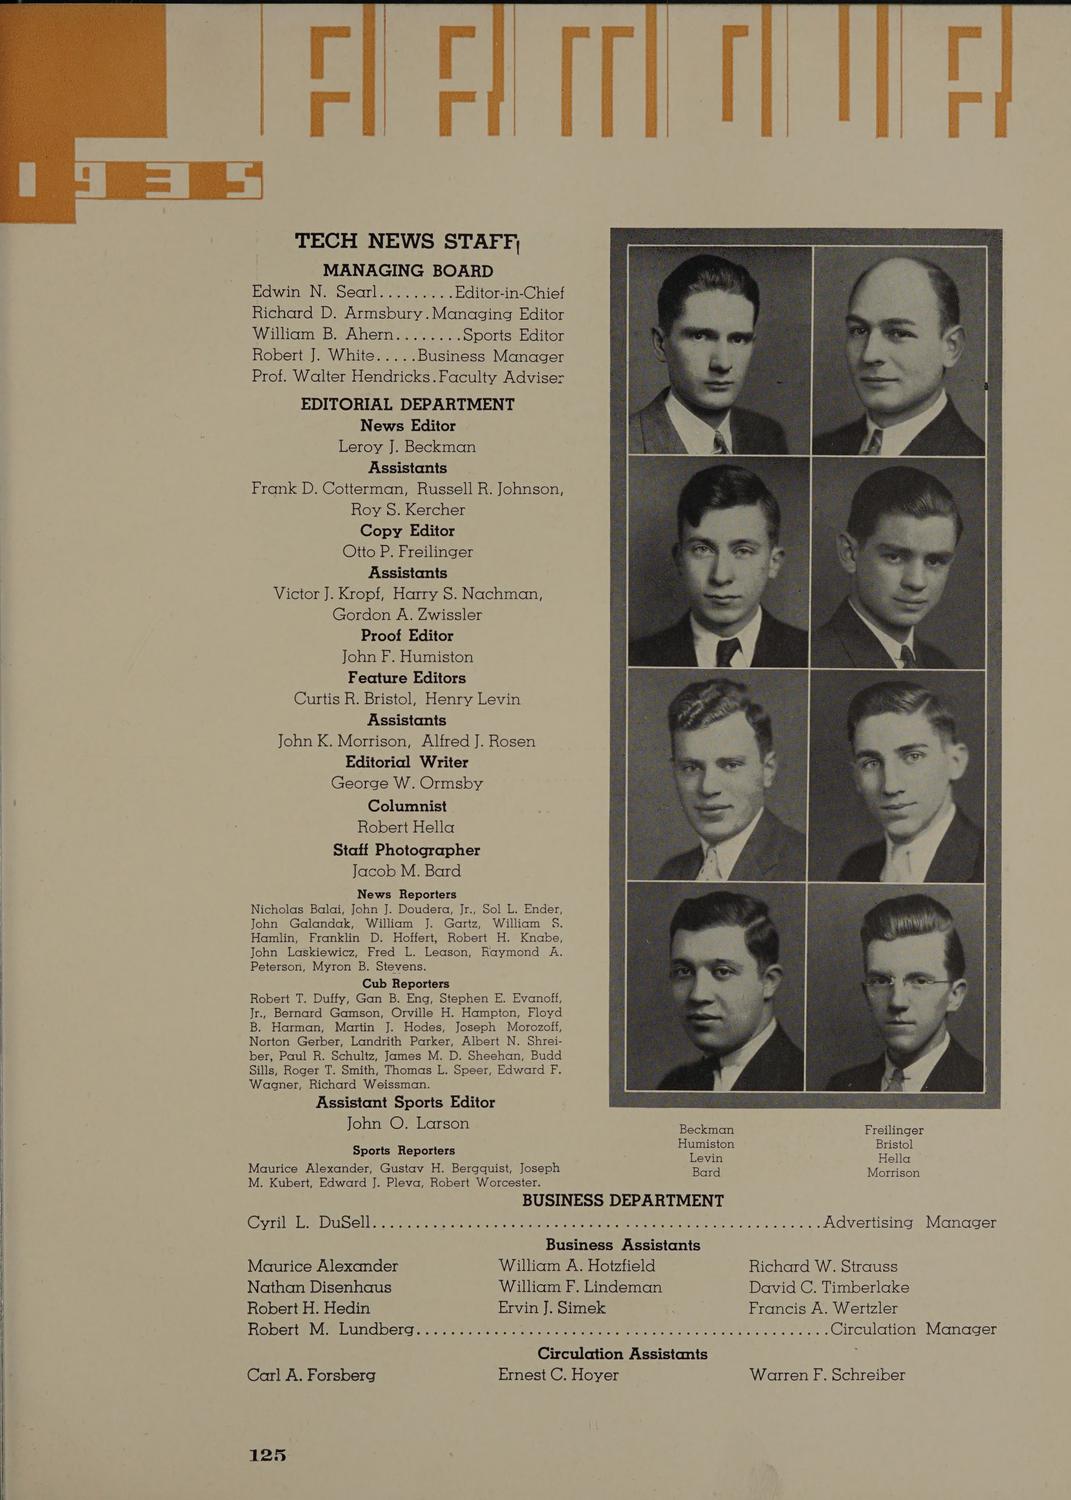 ARMOUR
1935
TECH NEWS STAFF
MANAGING BOARD
Edwin N. Searl.........Editor-in-Chief
Richard D. Armsbury.Managing Editor
William B. Ahern........Sports Editor
Robert J. White.....Business Manager
Prof. Walter Hendricks.Faculty Adviser
EDITORIAL DEPARTMENT
News Editor
Leroy J. Beckman
Assistants
Frank D. Cotterman, Russell R. Johnson,
Roy S. Kercher
Copy Editor
Otto P. Freilinger
Assistants
Victor J. Kropf, Harry S. Nachman,
Gordon A. Zwissler
Proof Editor
John F. Humiston
Feature Editors
Curtis R. Bristol, Henry Levin
Assistants
John K. Morrison, Alfred J. Rosen
Editorial Writer
George W. Ormsby
Columnist
Robert Hella
Staff Photographer
Jacob M. Bard
News Reporters
Nicholas Balai, John J. Doudera, Jr., Sol L. Ender,
John Galandak, William J. Gartz, William S.
Hamlin, Franklin D. Hoffert, Robert H. Knabe,
John Laskiewicz, Fred L. Leason, Raymond A.
Peterson, Myron B. Stevens.
Cub Reporters
Robert T. Duffy, Gan B. Eng, Stephen E. Evanoff,
Jr., Bernard Gamson, Orville H. Hampton, Floyd
B. Harman, Martin J. Hodes, Joseph Morozoff,
Norton Gerber, Landrith Parker, Albert N. Shrei-
ber, Paul R. Schultz, James M. D. Sheehan, Budd
Sills, Roger T. Smith, Thomas L. Speer, Edward F.
Wagner, Richard Weissman.
Assistant Sports Editor
John O. Larson
Sports Reporters
Maurice Alexander, Gustav H. Bergquist, Joseph
M. Kubert, Edward J. Pleva, Robert Worcester.
Beckman Freilinger
Humiston Bristol
Levin Hella
Bard Morrison
BUSINESS DEPARTMENT
Cyril L. DuSell.....................................................Advertising Manager
Business Assistants
Maurice Alexander William A. Hotzfield Richard W. Strauss
Nathan Disenhaus William F. Lindeman David C. Timberlake
Robert H. Hedin Ervin J. Simek Francis A. Wertzler
Robert M. Lundberg.................................................Circulation Manager
Circulation Assistants
Carl A. Forsberg Ernest C. Hoyer Warren F. Schreiber
125